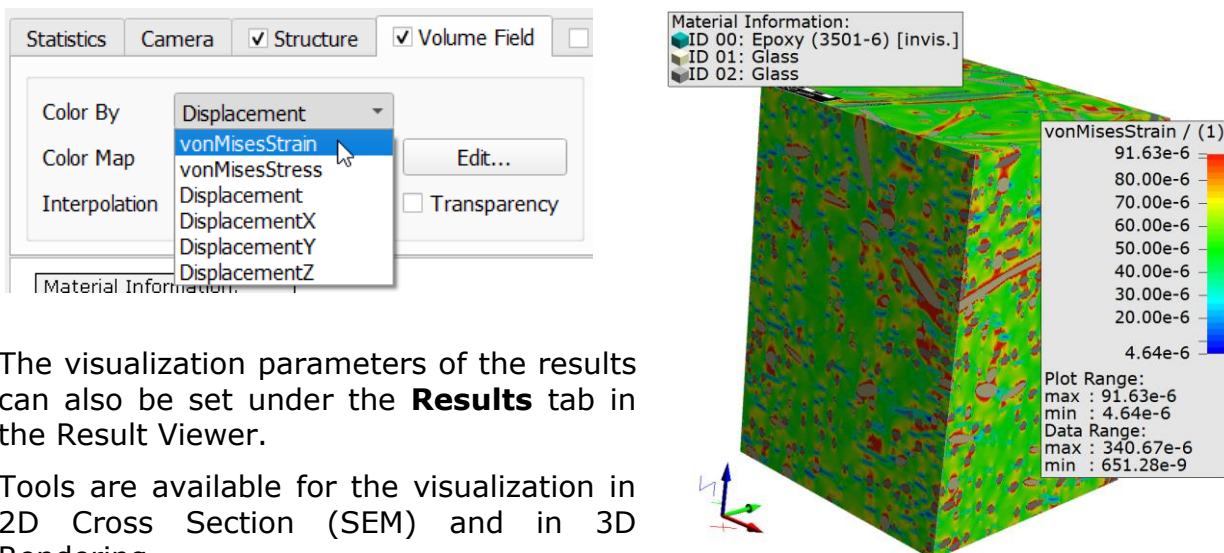 Statistics Camera Structure Volume Field
Color By Displacement
vonMisesStrain
Color Map Edit...
vonMisesStress
Interpolation Displacement Transparency
DisplacementX
DisplacementY
DisplacementZ
Material Information:
The visualization parameters of the results
can also be set under the Results tab in
the Result Viewer.
Tools are available for the visualization in
2D Cross Section (SEM) and in 3D
Material Information:
ID 00: Epoxy (3501-6) [invis.]
ID 01: Glass
ID 02: Glass
vonMisesStrain / (1)
91.63e-6
80.00e-6
70.00e-6
60.00e-6
50.00e-6
40.00e-6
30.00e-6
20.00e-6
4.64e-6
Plot Range:
max : 91.63e-6
min : 4.64e-6
Data Range:
max : 340.67e-6
min : 651.28e-9